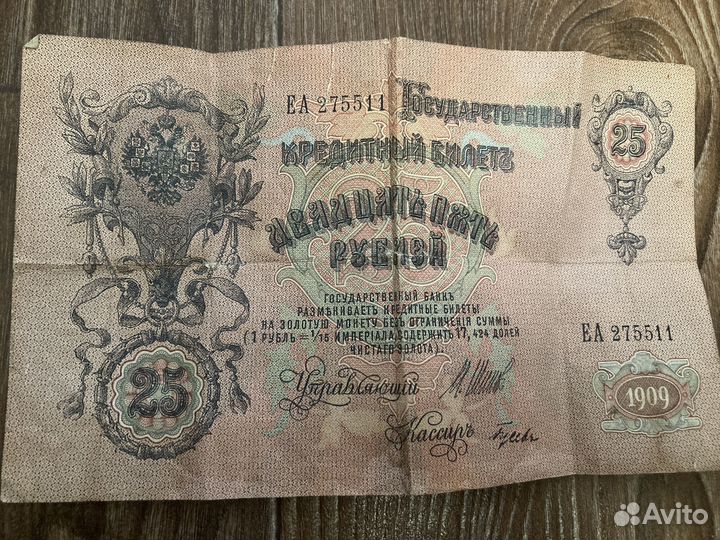 ЕА 275511
Государственный
25
Кредитный Билетъ
Двадцать пять
Рублей
Государственный Банкъ
размѣниваетъ кредитные билеты
на золотую монету безъ ограниченія суммы
(1 рубль = 1/15 имперіала, содержитъ 17,424 долей
чистаго золота).
ЕА 275511
25
Управляющій
1909
Кассиръ
Avito